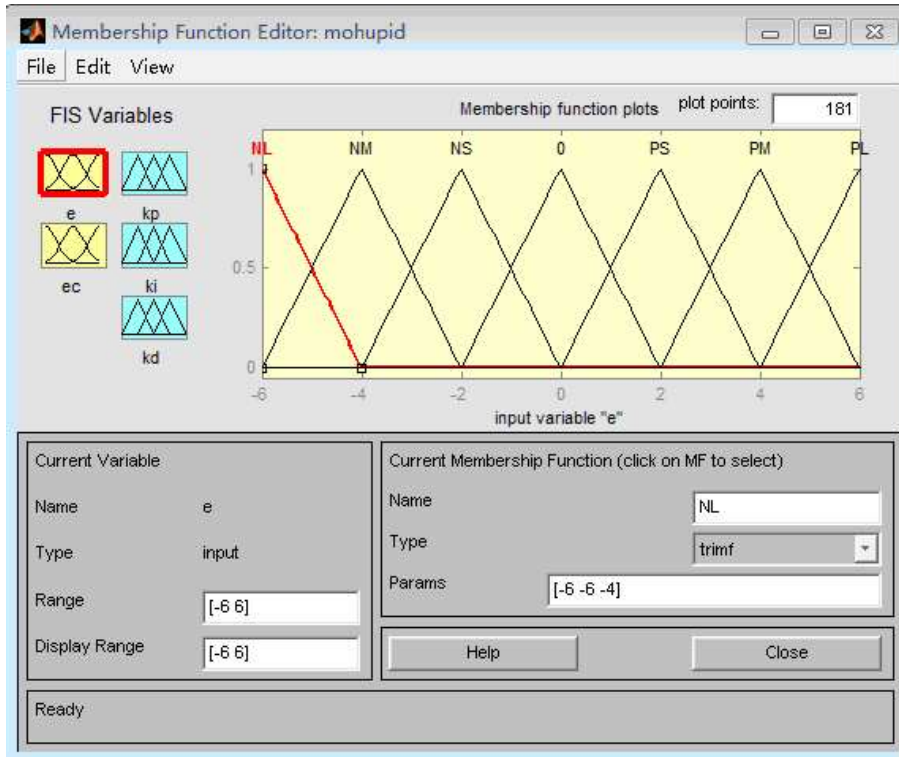 Membership Function Editor: mohupid
File Edit View
FIS Variables
Membership function plots plot points: 181
e
kp
ec
ki
kd
NL NM NS 0 PS PM PL
1
0.5
0
-6 -4 -2 0 2 4 6
input variable "e"
Current Variable
Name e
Type input
Range [-6 6]
Display Range [-6 6]
Current Membership Function (click on MF to select)
Name NL
Type trimf
Params [-6 -6 -4]
Help Close
Ready